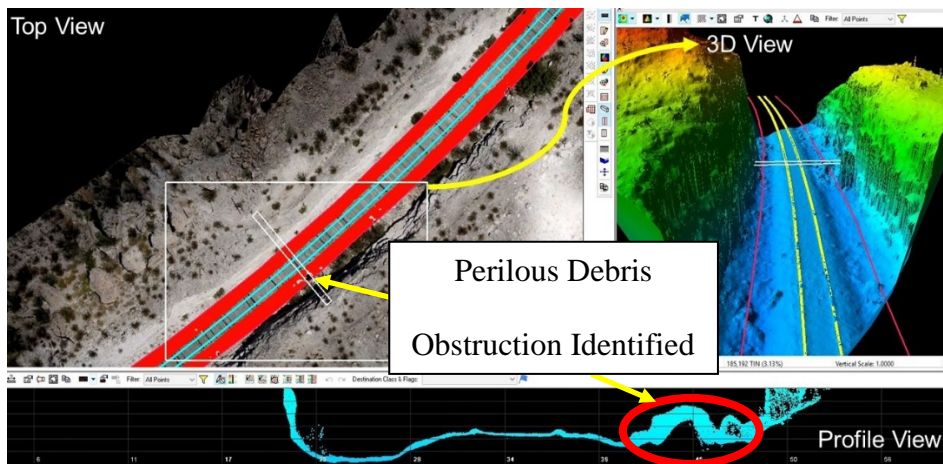 Top View
Filter: All Points
3D View
Perilous Debris
Obstruction Identified
185,192 TIN (3.13%) Vertical Scale: 1.0000
Filter: All Points Destination Class & Flags:
Profile View
6 11 17 28 34 39 45 50 56